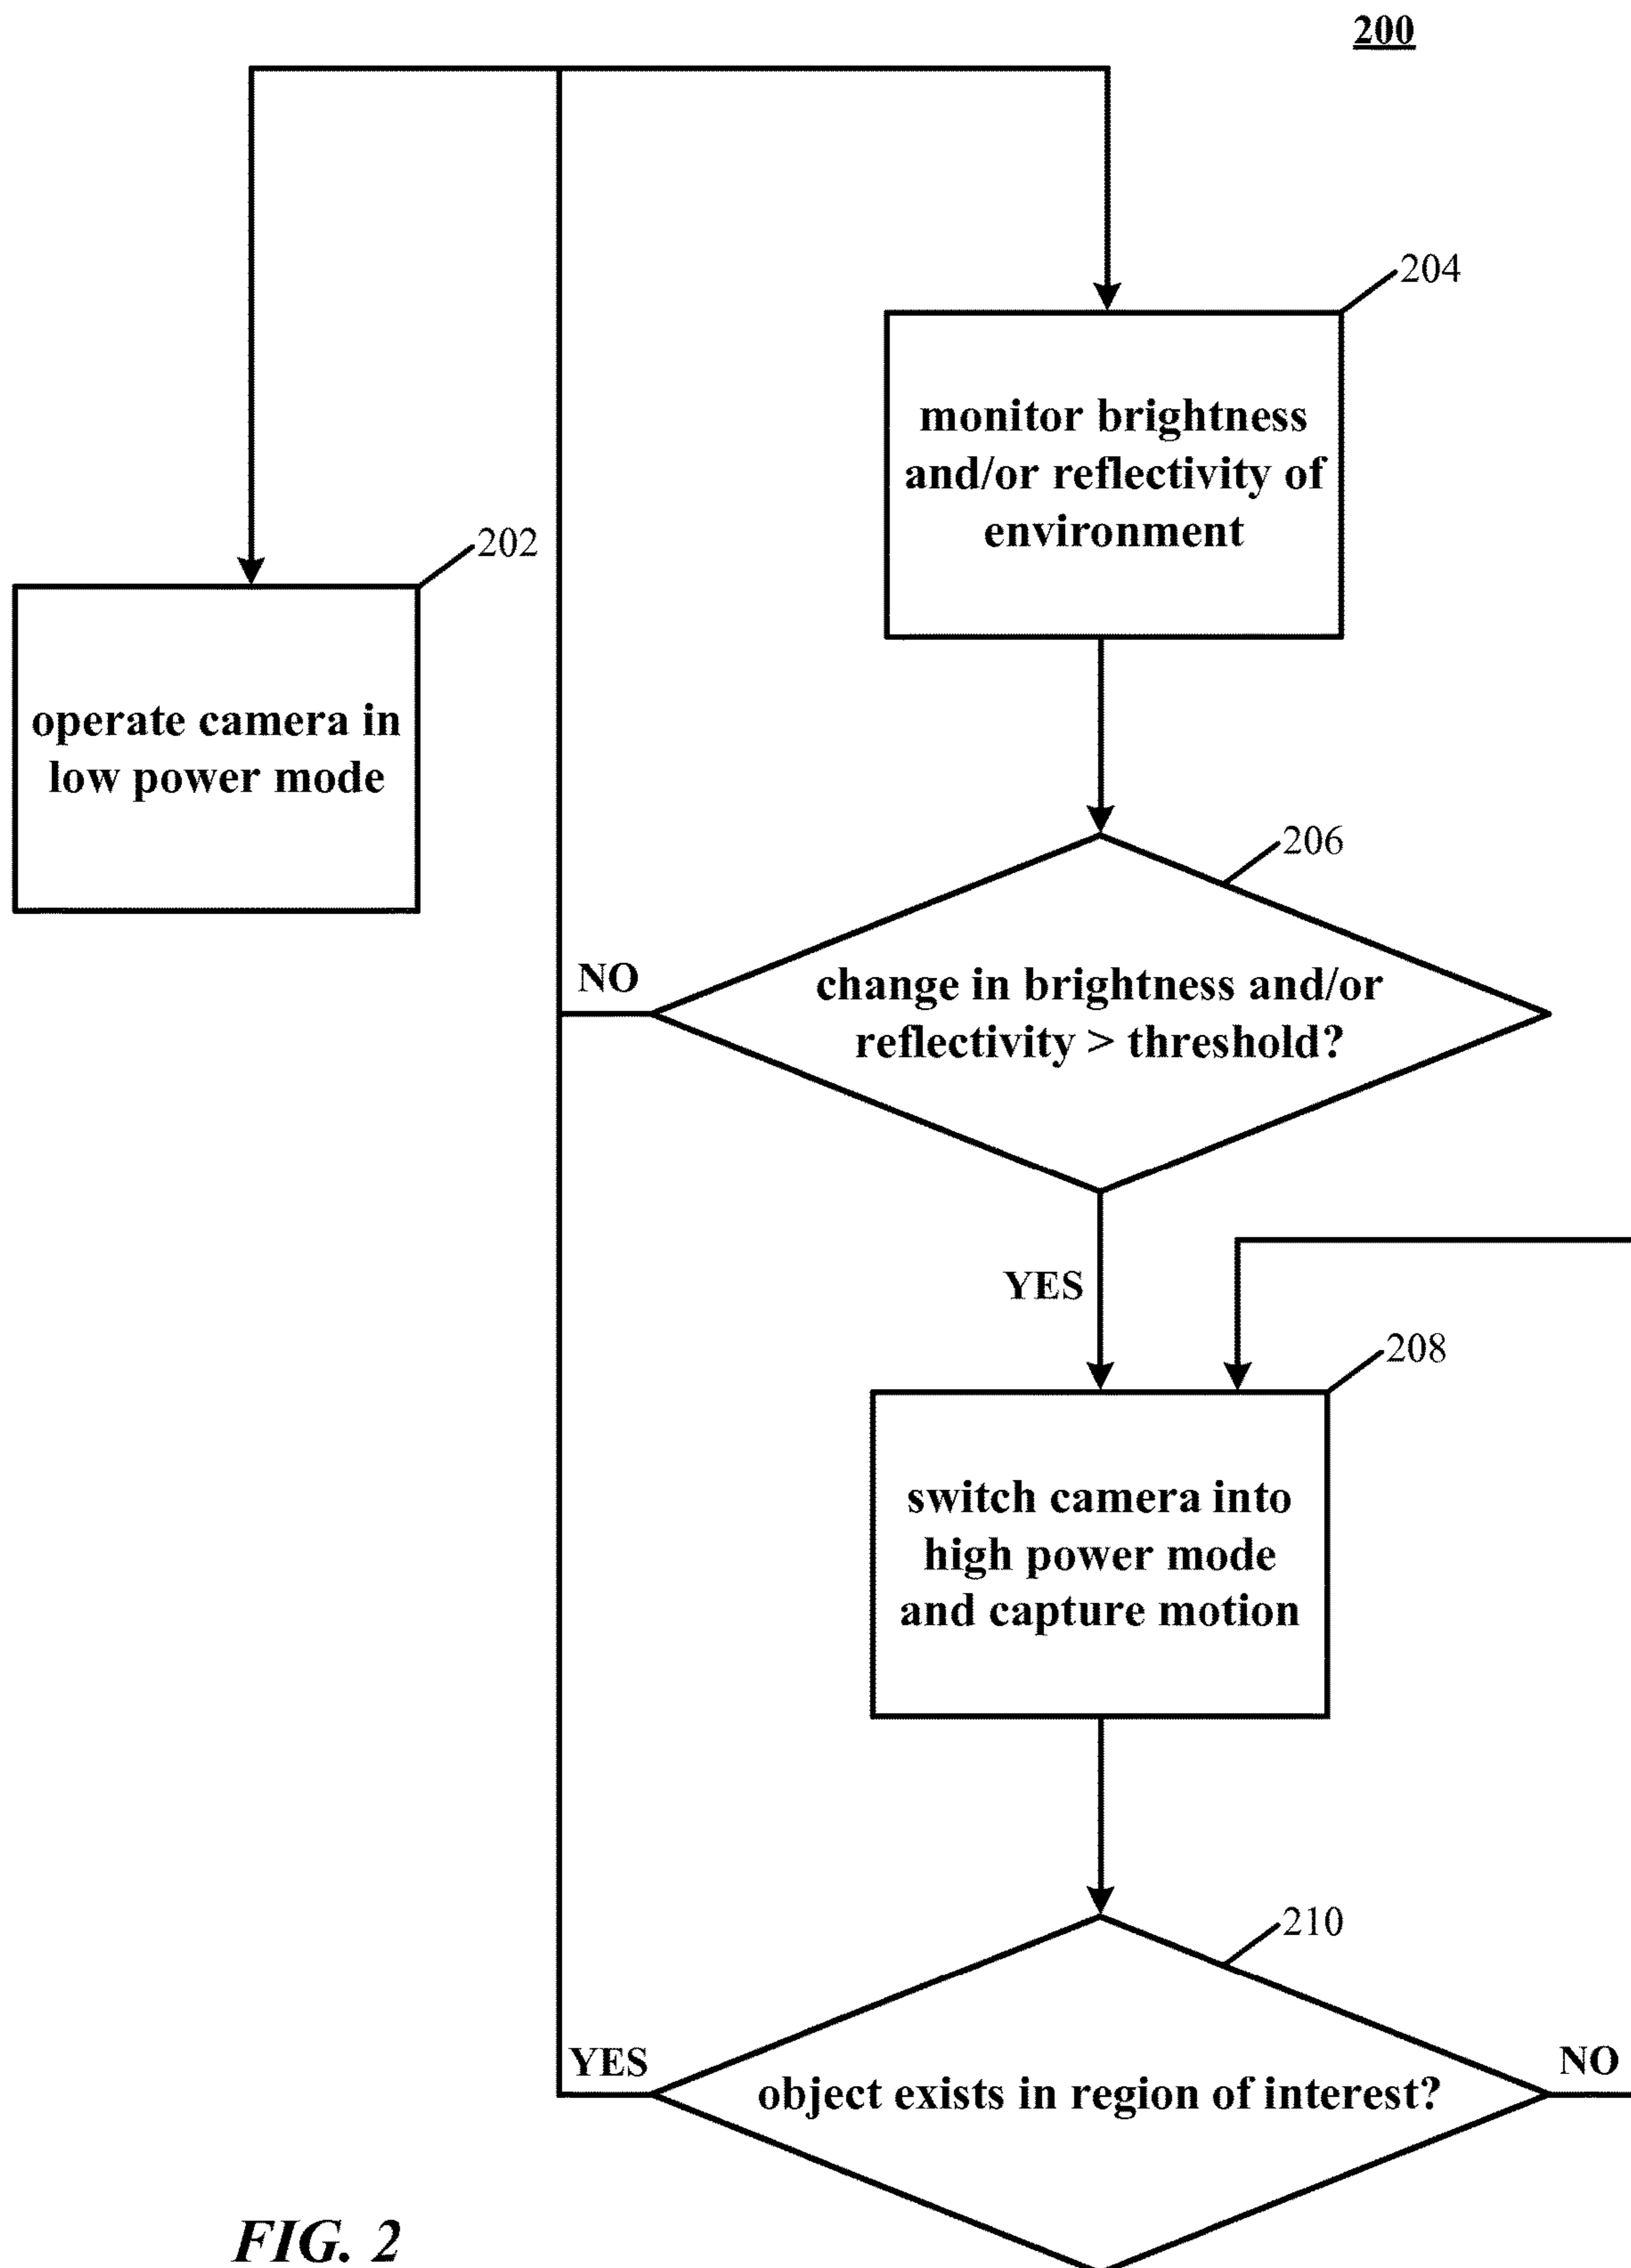 200
204
monitor brightness
and/or reflectivity of
environment
202
operate camera in
low power mode
206
NO
change in brightness and/or
reflectivity > threshold?
YES
208
switch camera into
high power mode
and capture motion
210
YES
object exists in region of interest?
NO
FIG. 2